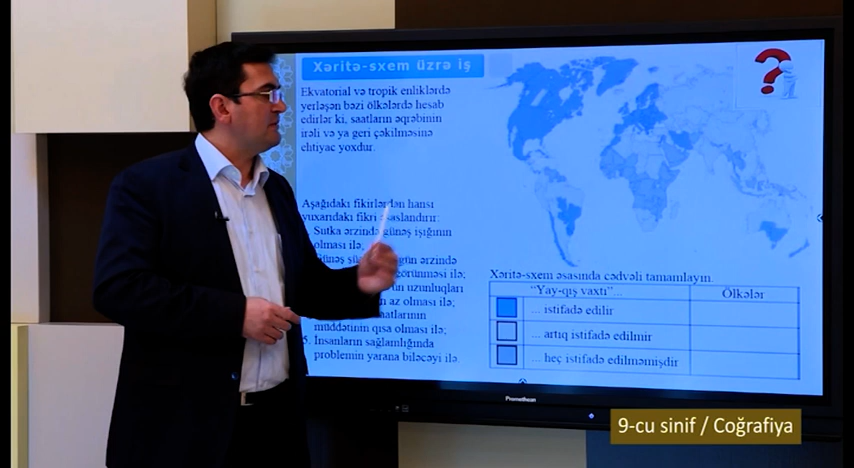 Xəritə-sxem üzrə iş
Ekvatorial və tropik enliklərdə
yerləşən bəzi ölkələrdə hesab
edirlər ki, saatların əqrəbinin
irəli və ya geri çəkilməsinə
ehtiyac yoxdur.
Aşağıdakı fikirlərdən hansı
yuxarıdakı fikri əsaslandırır:
Sutka ərzində günəş işığının
olması ilə,
gün ərzində
görünməsi ilə;
uzunluqları
az olması ilə;
müddətinin qısa olması ilə;
5. İnsanların sağlamlığında
problemin yarana biləcəyi ilə.
Xəritə-sxem əsasında cədvəli tamamlayın.
"Yay-qış vaxtı"... Ölkələr
... istifadə edilir
... artıq istifadə edilmir
... heç istifadə edilməmişdir
Promethean
9-cu sinif / Coğrafiya